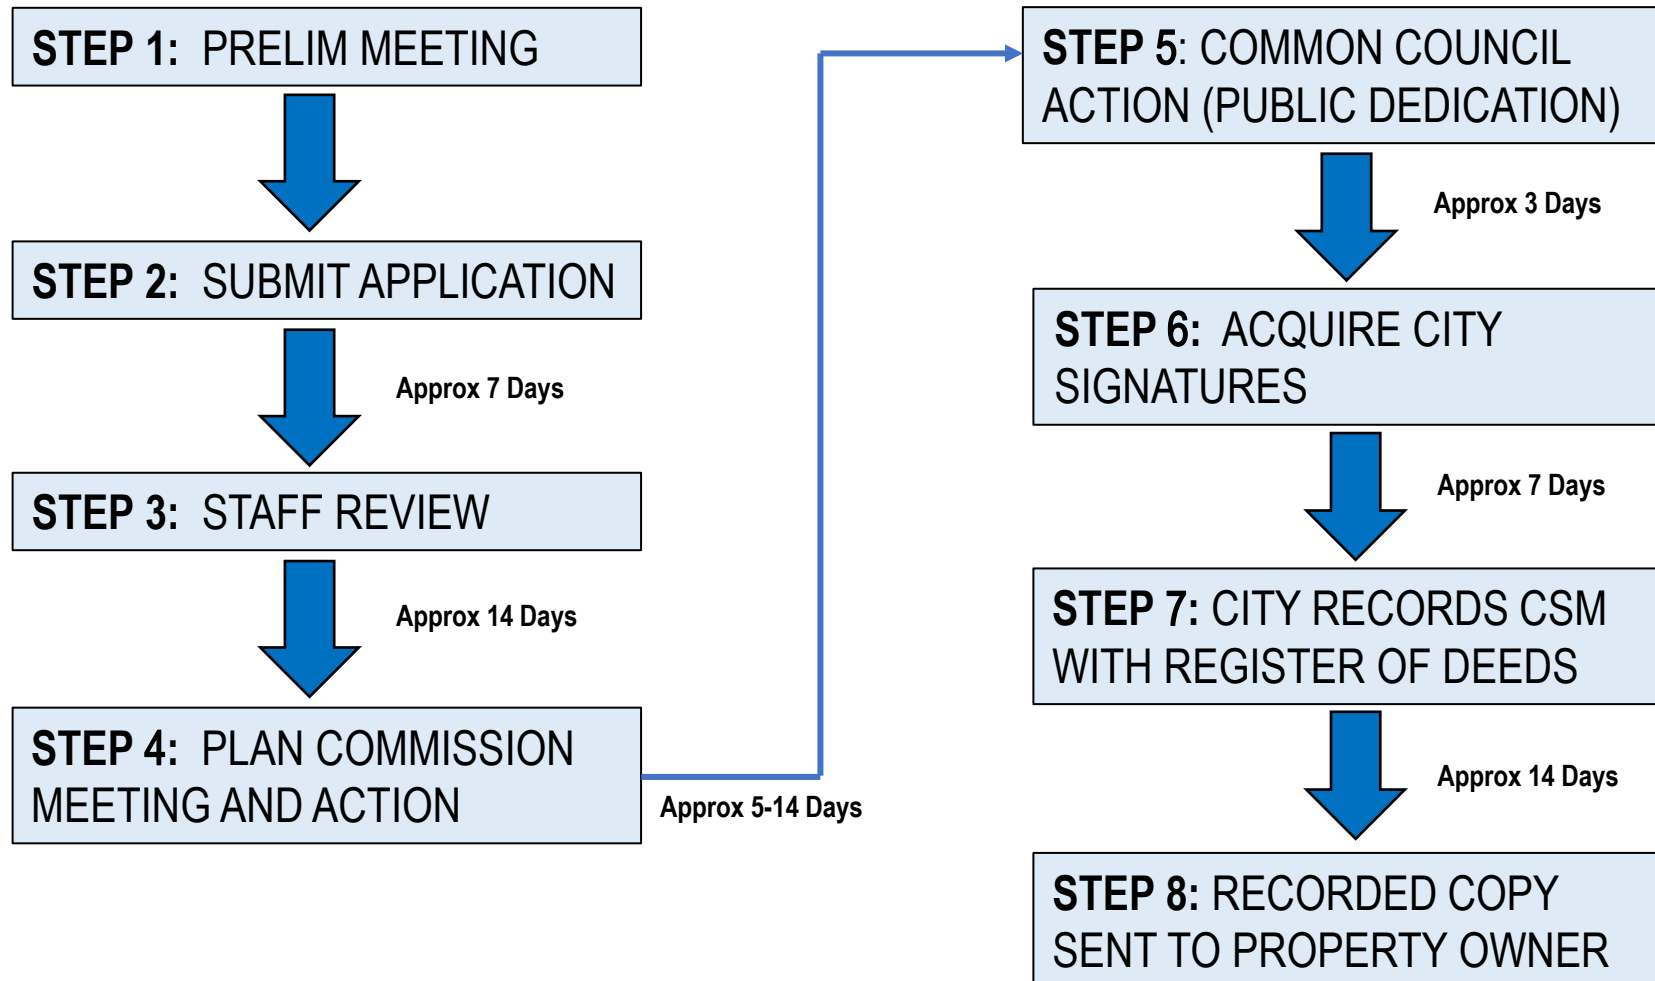 STEP 1: PRELIM MEETING
STEP 2: SUBMIT APPLICATION
Approx 7 Days
STEP 3: STAFF REVIEW
Approx 14 Days
STEP 4: PLAN COMMISSION
MEETING AND ACTION
Approx 5-14 Days
STEP 5: COMMON COUNCIL
ACTION (PUBLIC DEDICATION)
Approx 3 Days
STEP 6: ACQUIRE CITY
SIGNATURES
Approx 7 Days
STEP 7: CITY RECORDS CSM
WITH REGISTER OF DEEDS
Approx 14 Days
STEP 8: RECORDED COPY
SENT TO PROPERTY OWNER